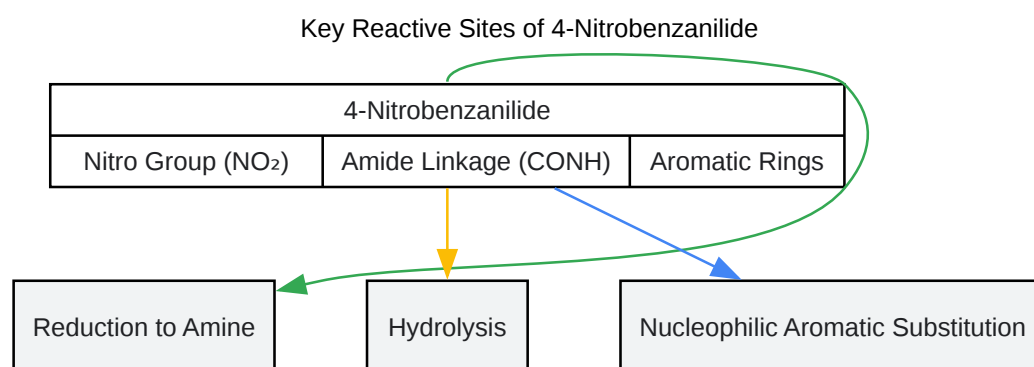 Key Reactive Sites of 4-Nitrobenzanilide
4-Nitrobenzanilide
Nitro Group (NO₂)
Amide Linkage (CONH)
Aromatic Rings
Reduction to Amine
Hydrolysis
Nucleophilic Aromatic Substitution